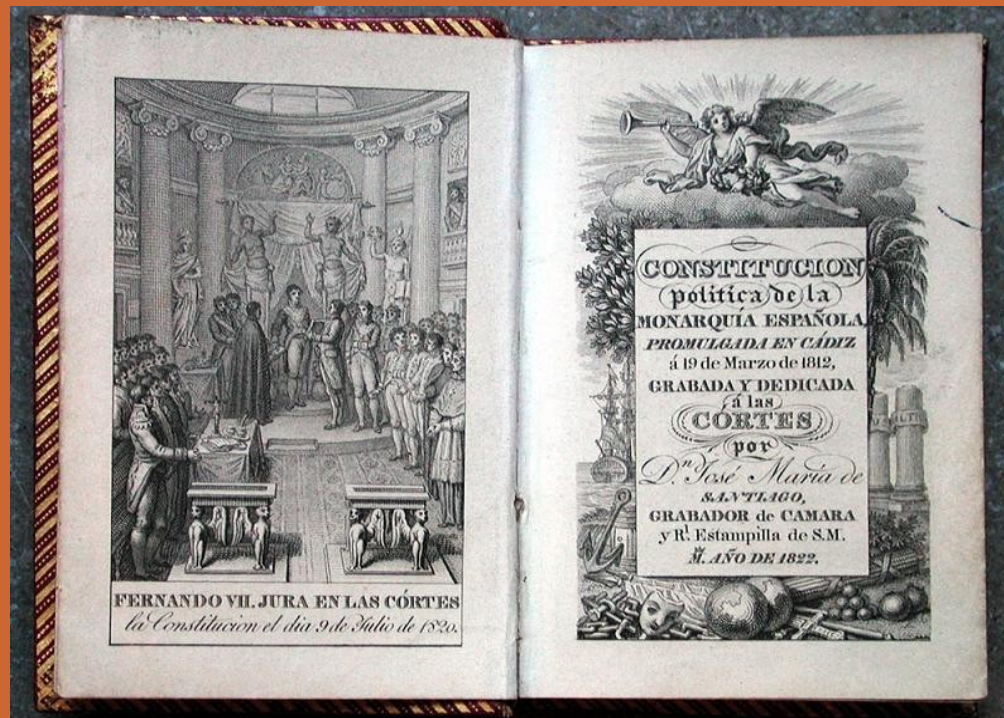 FERNANDO VII. JURA EN LAS CÓRTES
la Constitucion el dia 9 de Julio de 1820.
CONSTITUCION
politica de la
MONARQUÍA ESPAÑOLA,
PROMULGADA EN CÁDIZ
á 19 de Marzo de 1812,
GRABADA Y DEDICADA
á las
CÓRTES
por
D.n José María de
SANTIAGO,
GRABADOR de CAMARA
y Rl. Estampilla de S.M.
AÑO DE 1822.